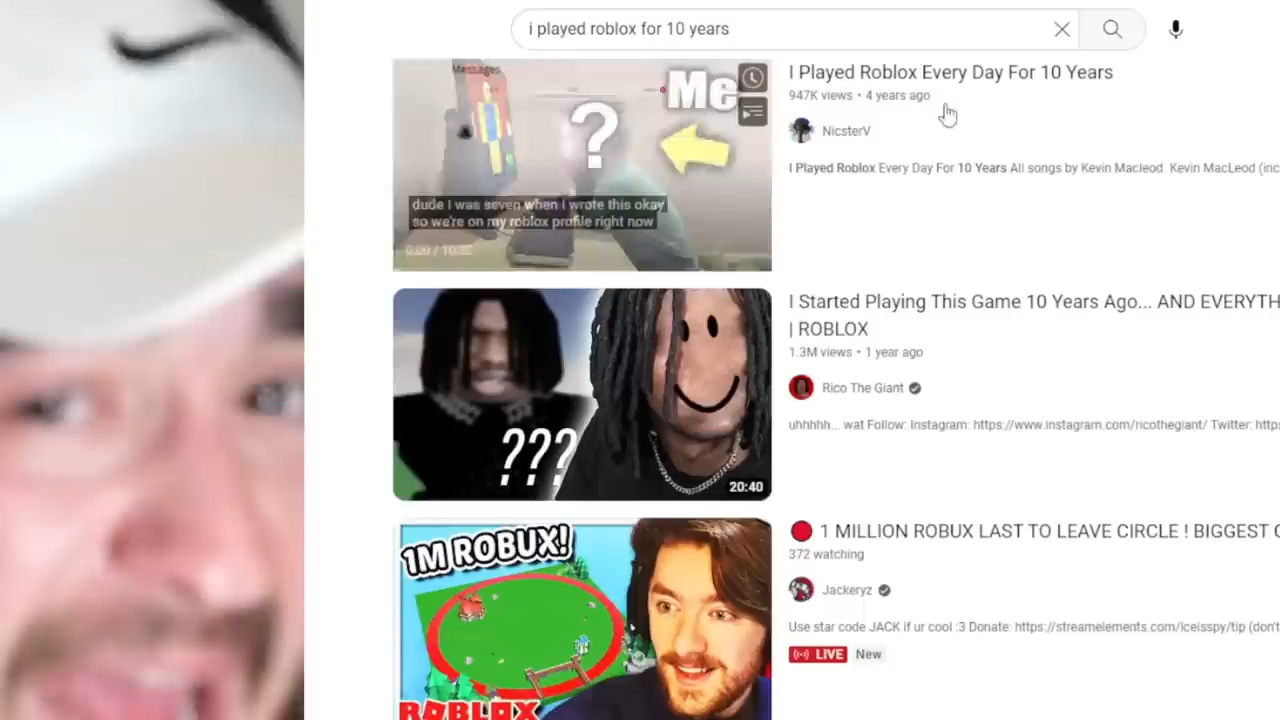 i played roblox for 10 years
Messages
Me
?
dude I was seven when I wrote this okay
so we're on my roblox profile right now
0:00 / 10:
I Played Roblox Every Day For 10 Years
947K views • 4 years ago
NicsterV
I Played Roblox Every Day For 10 Years All songs by Kevin Macleod Kevin MacLeod (inc
???
20:40
I Started Playing This Game 10 Years Ago... AND EVERYTH
| ROBLOX
1.3M views • 1 year ago
Rico The Giant
uhhhhh... wat Follow: Instagram: https://www.instagram.com/ricothegiant/ Twitter: http
1M ROBUX!
ROBLOX
1 MILLION ROBUX LAST TO LEAVE CIRCLE ! BIGGEST
372 watching
Jackeryz
Use star code JACK if ur cool :3 Donate: https://streamelements.com/iceisspy/tip (don't
LIVE New